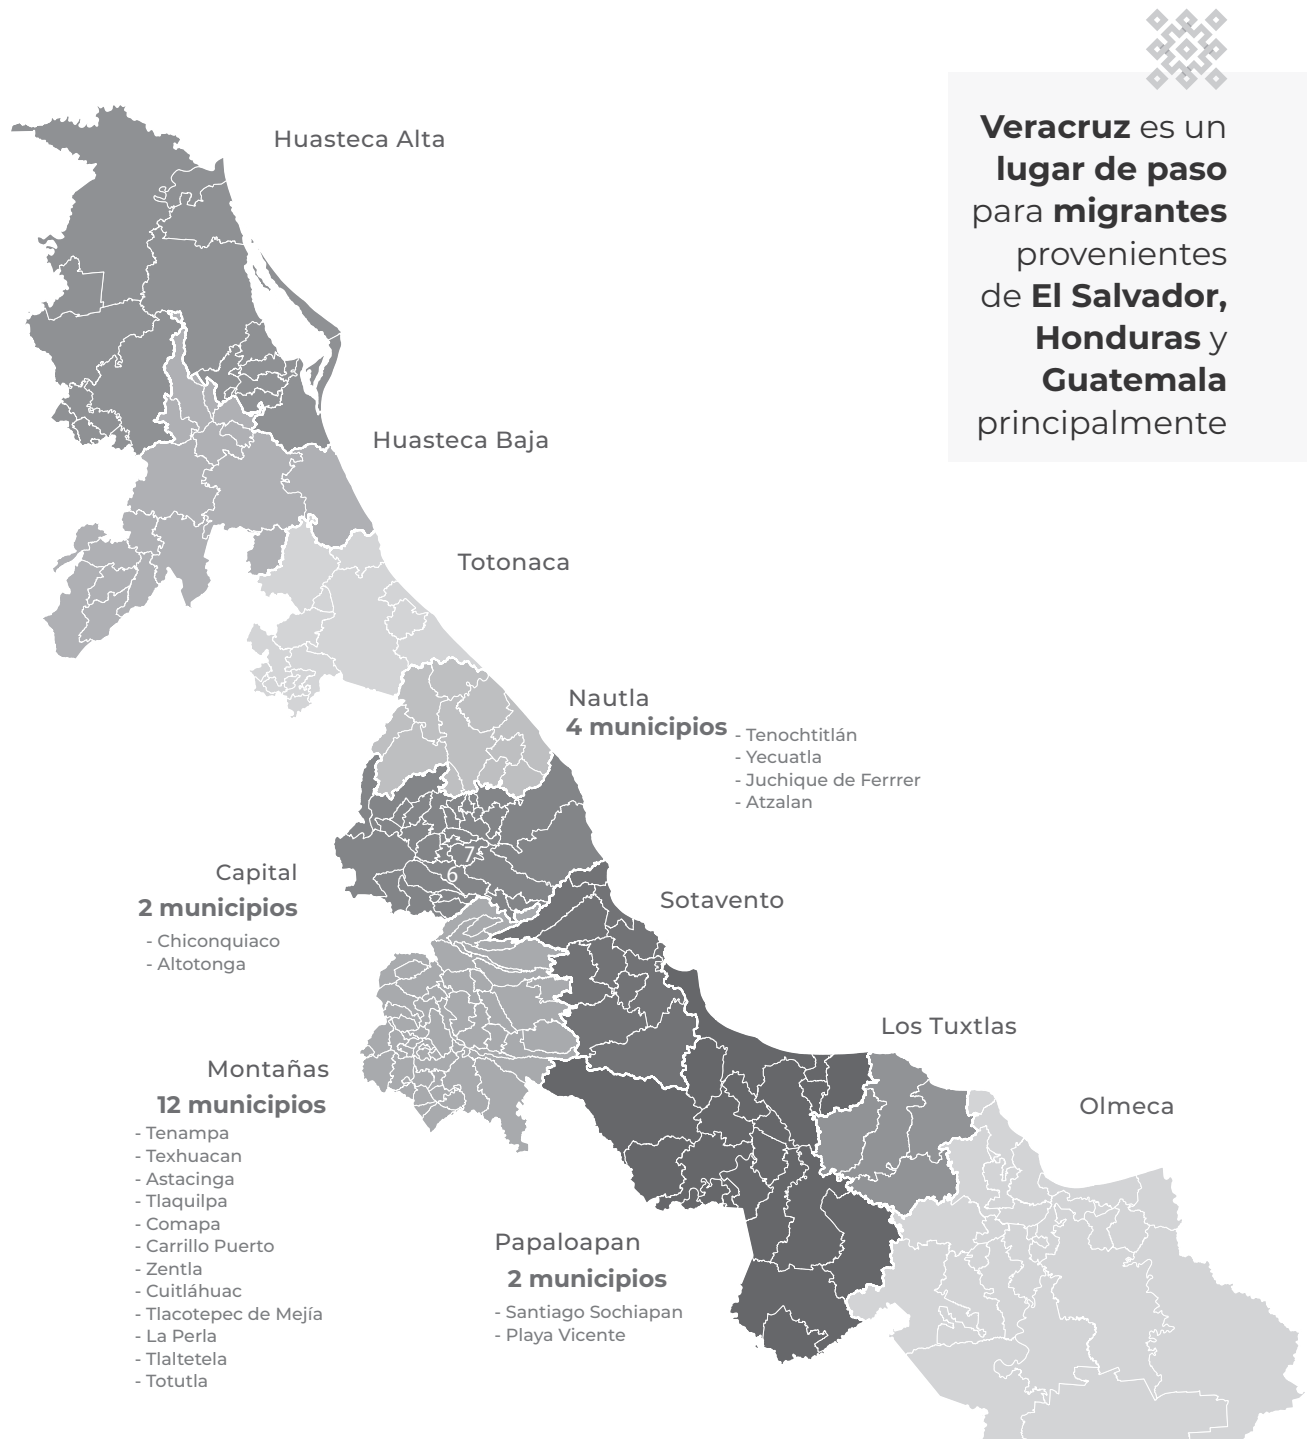 Veracruz es un
lugar de paso
para migrantes
provenientes
de El Salvador,
Honduras y
Guatemala
principalmente
Huasteca Alta
Huasteca Baja
Totonaca
Nautla
4 municipios
- Tenochtitlán
- Yecuatla
- Juchique de Ferrrer
- Atzalan
7
6
Capital
2 municipios
- Chiconquiaco
- Altotonga
Sotavento
Los Tuxtlas
Montañas
12 municipios
- Tenampa
- Texhuacan
- Astacinga
- Tlaquilpa
- Comapa
- Carrillo Puerto
- Zentla
- Cuitláhuac
- Tlacotepec de Mejía
- La Perla
- Tlaltetela
- Totutla
Olmeca
Papaloapan
2 municipios
- Santiago Sochiapan
- Playa Vicente